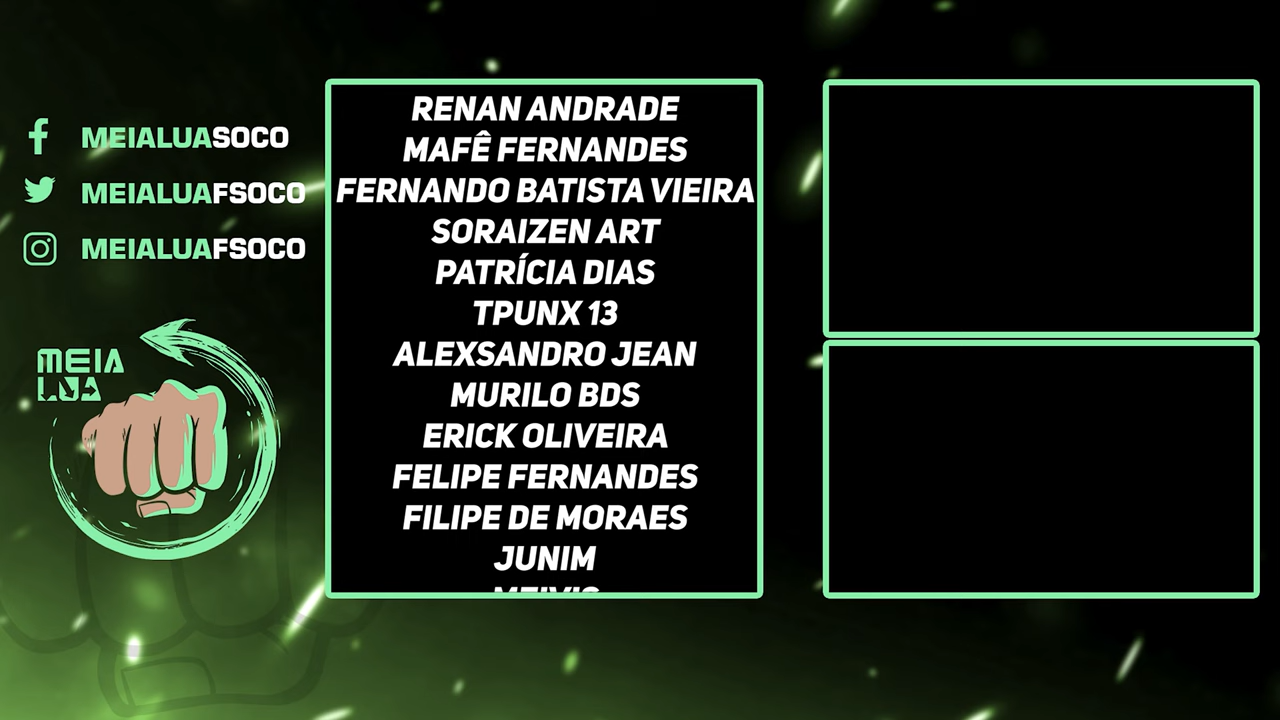 MEIALUASOCO
MEIALUAFSOCO
MEIALUAFSOCO
MEIA
LUA
RENAN ANDRADE
MAFÊ FERNANDES
FERNANDO BATISTA VIEIRA
SORAIZEN ART
PATRÍCIA DIAS
TPUNX 13
ALEXSANDRO JEAN
MURILO BDS
ERICK OLIVEIRA
FELIPE FERNANDES
FILIPE DE MORAES
JUNIM